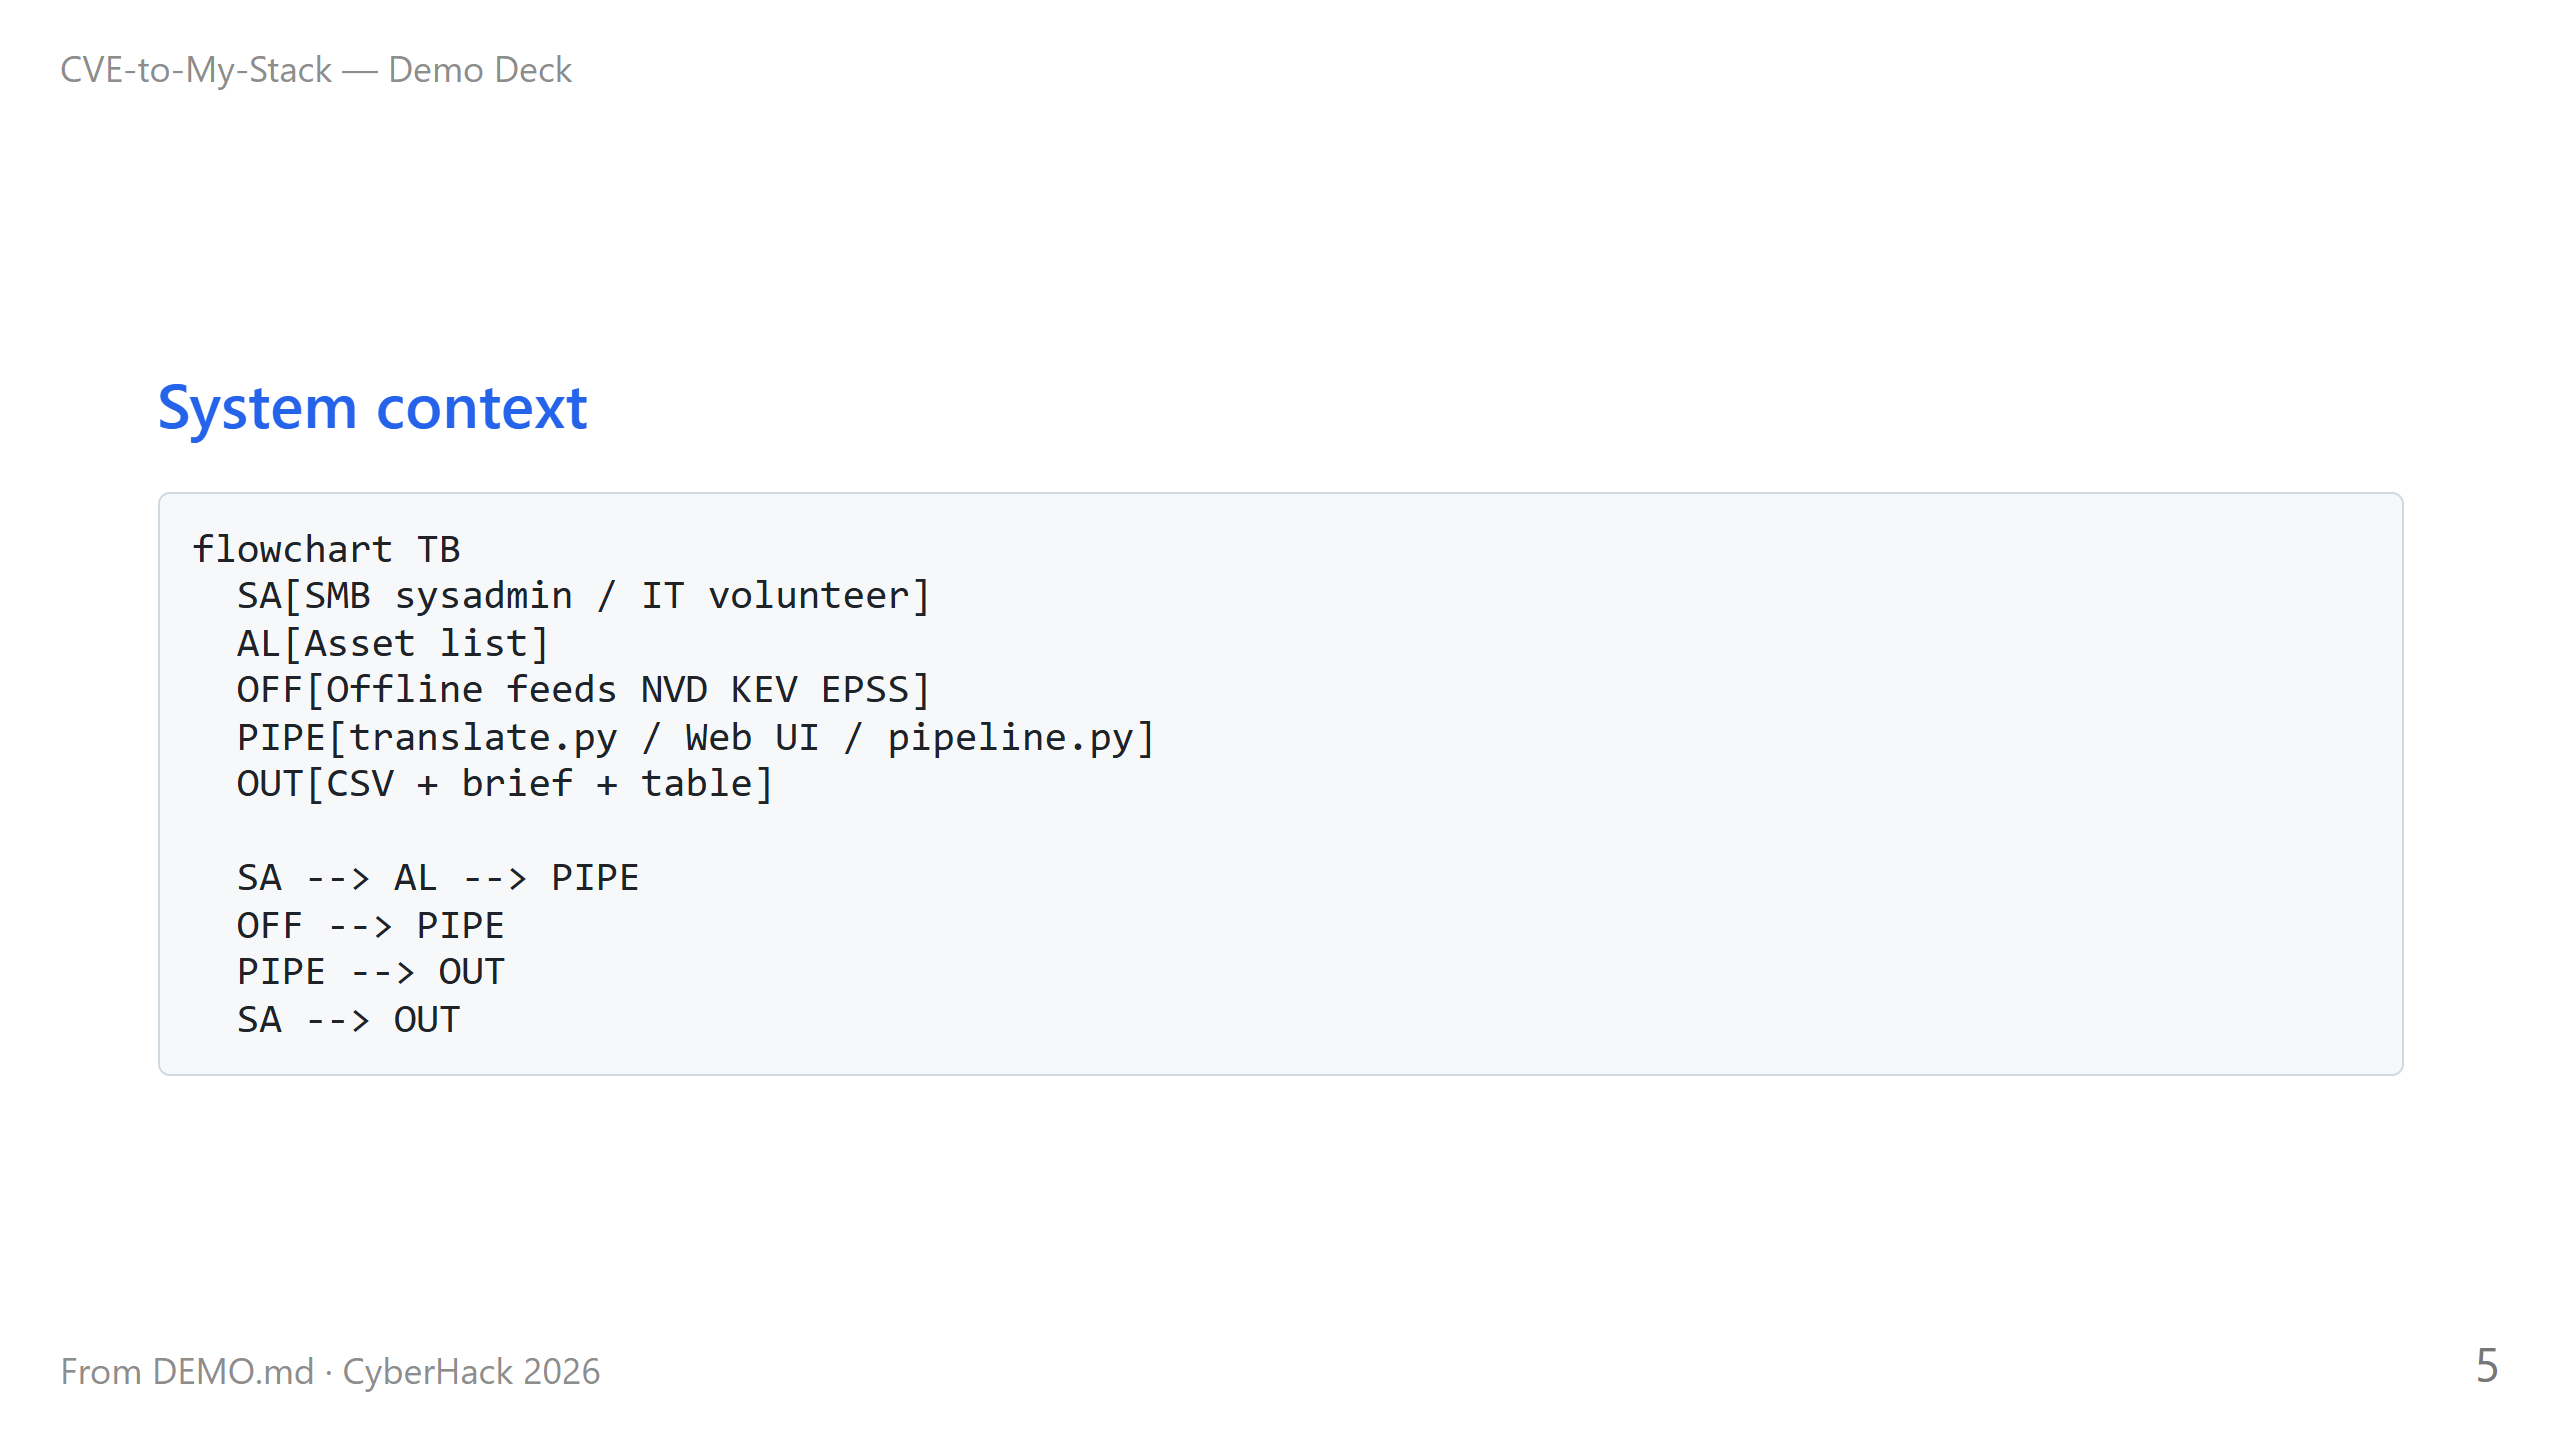 CVE-to-My-Stack — Demo Deck
System context
flowchart TB
  SA[SMB sysadmin / IT volunteer]
  AL[Asset list]
  OFF[Offline feeds NVD KEV EPSS]
  PIPE[translate.py / Web UI / pipeline.py]
  OUT[CSV + brief + table]

  SA --> AL --> PIPE
  OFF --> PIPE
  PIPE --> OUT
  SA --> OUT
From DEMO.md · CyberHack 2026
5